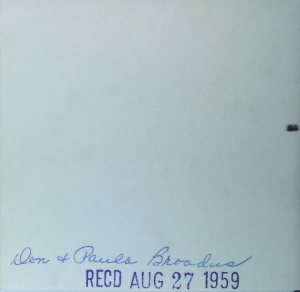 Don & Paula Broadus
RECD AUG 27 1959